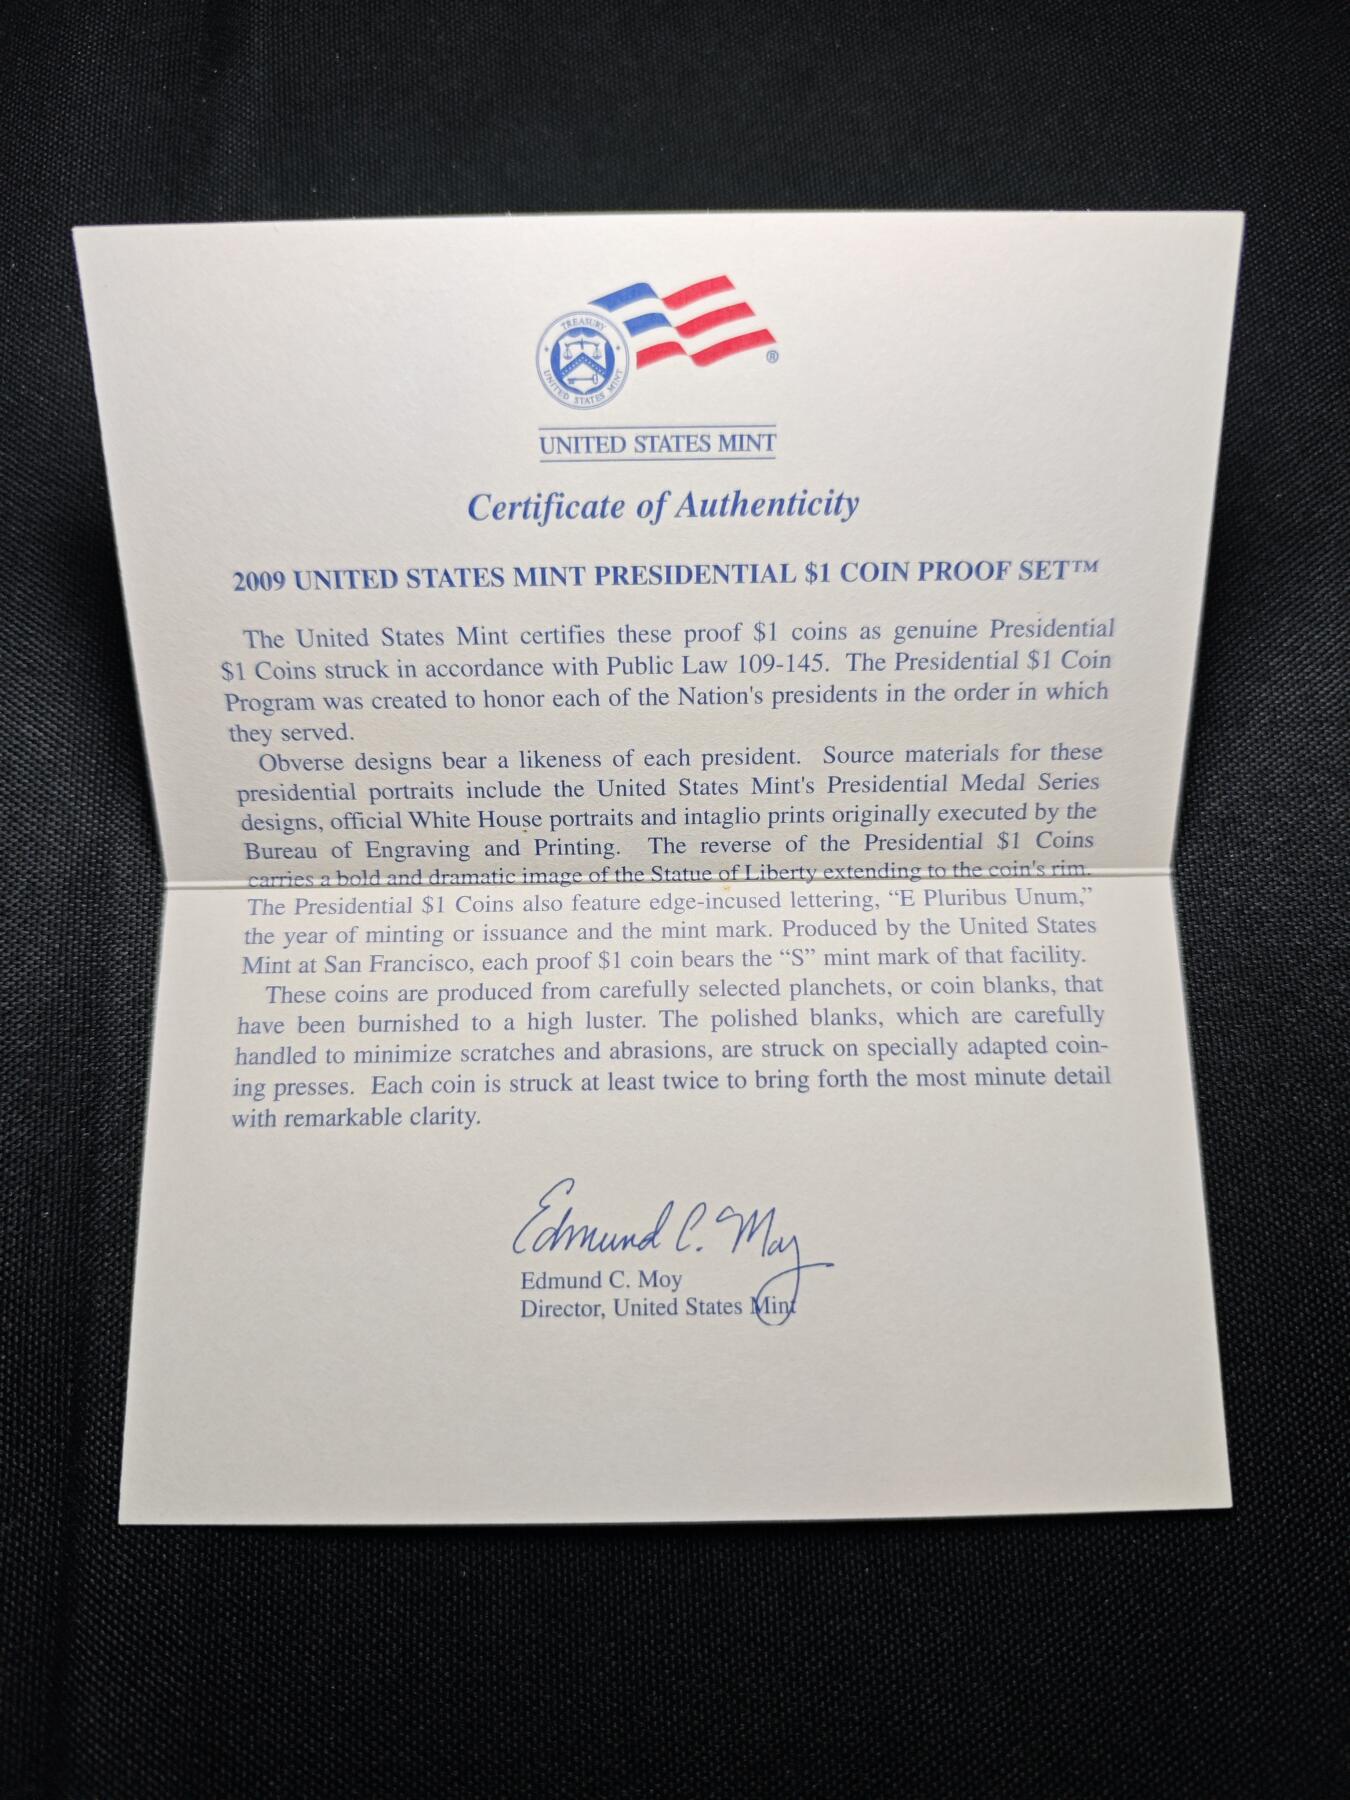 TREASURY
UNITED STATES MINT
®
UNITED STATES MINT
Certificate of Authenticity
2009 UNITED STATES MINT PRESIDENTIAL $1 COIN PROOF SET™
The United States Mint certifies these proof $1 coins as genuine Presidential
$1 Coins struck in accordance with Public Law 109-145. The Presidential $1 Coin
Program was created to honor each of the Nation's presidents in the order in which
they served.
Obverse designs bear a likeness of each president. Source materials for these
presidential portraits include the United States Mint's Presidential Medal Series
designs, official White House portraits and intaglio prints originally executed by the
Bureau of Engraving and Printing. The reverse of the Presidential $1 Coins
carries a bold and dramatic image of the Statue of Liberty extending to the coin's rim.
The Presidential $1 Coins also feature edge-incused lettering, “E Pluribus Unum,”
the year of minting or issuance and the mint mark. Produced by the United States
Mint at San Francisco, each proof $1 coin bears the “S” mint mark of that facility.
These coins are produced from carefully selected planchets, or coin blanks, that
have been burnished to a high luster. The polished blanks, which are carefully
handled to minimize scratches and abrasions, are struck on specially adapted coin-
ing presses. Each coin is struck at least twice to bring forth the most minute detail
with remarkable clarity.
Edmund C. Moy
Edmund C. Moy
Director, United States Mint